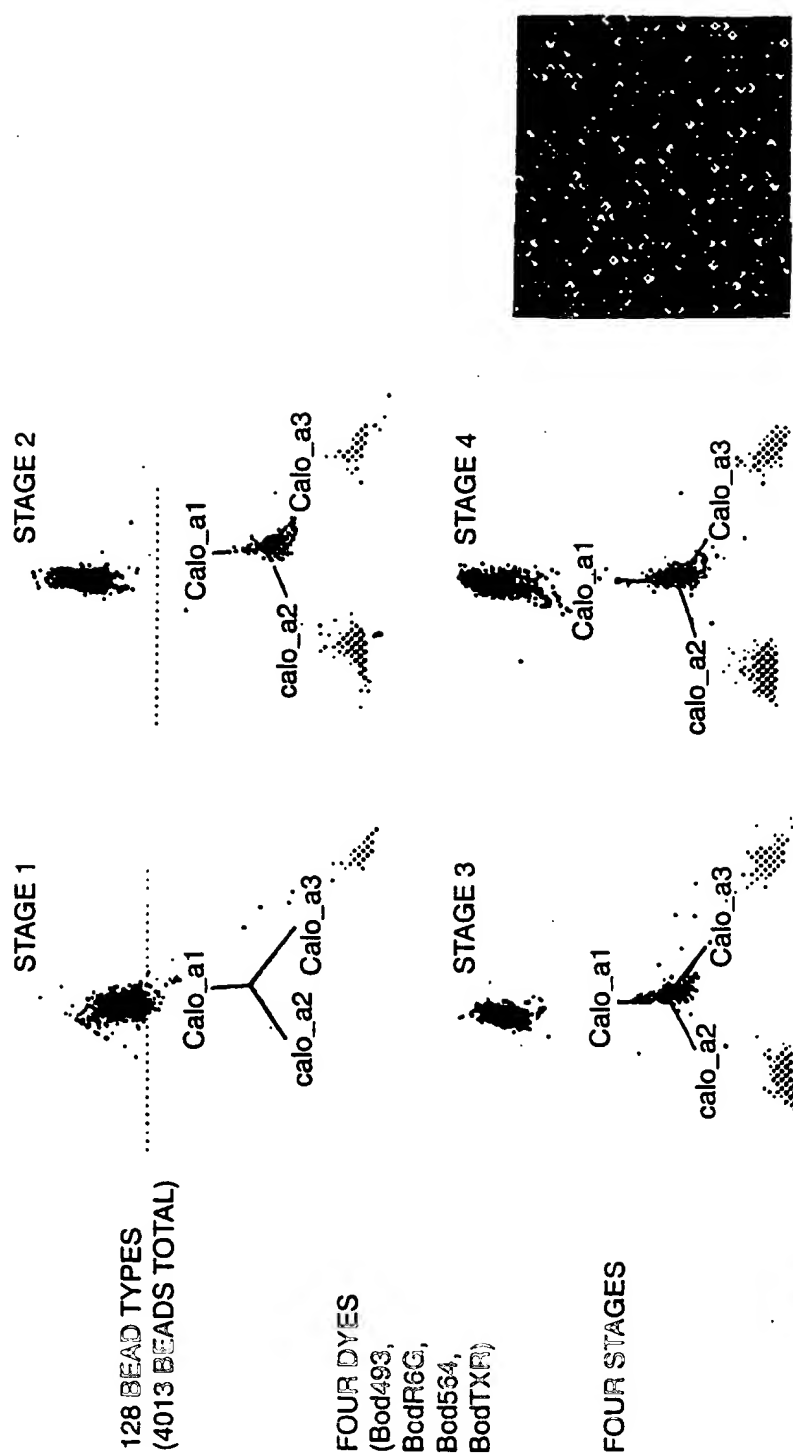 128 BEAD TYPES
(4013 BEADS TOTAL)
FOUR DYES
(Bod493,
BodR6G,
Bod564,
BodTXR)
FOUR STAGES
STAGE 1
Calo_a1
calo_a2
Calo_a3
STAGE 2
Calo_a1
calo_a2
Calo_a3
STAGE 3
Calo_a1
calo_a2
Calo_a3
STAGE 4
Calo_a1
calo_a2
Calo_a3